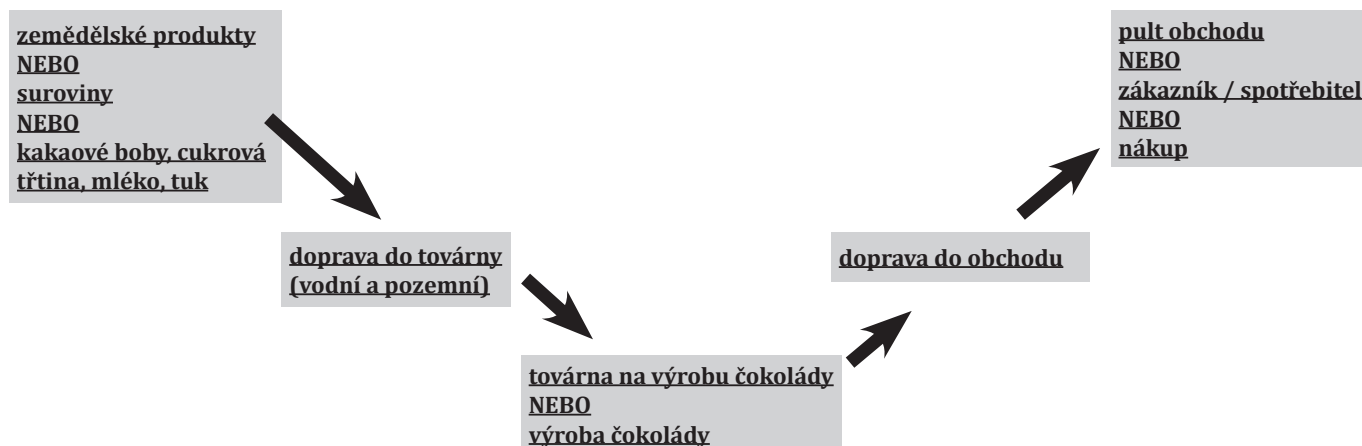 zemědělské produkty
NEBO
suroviny
NEBO
kakaové boby, cukrová
třtina, mléko, tuk
doprava do továrny
(vodní a pozemní)
továrna na výrobu čokolády
NEBO
výroba čokolády
doprava do obchodu
pult obchodu
NEBO
zákazník / spotřebitel
NEBO
nákup